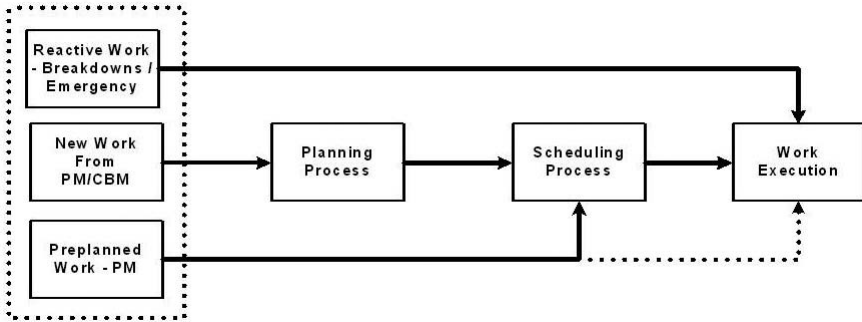 Reactive Work
- Breakdowns /
Emergency
New Work
From
PM/CBM
Planning
Process
Scheduling
Process
Work
Execution
Preplanned
Work - PM